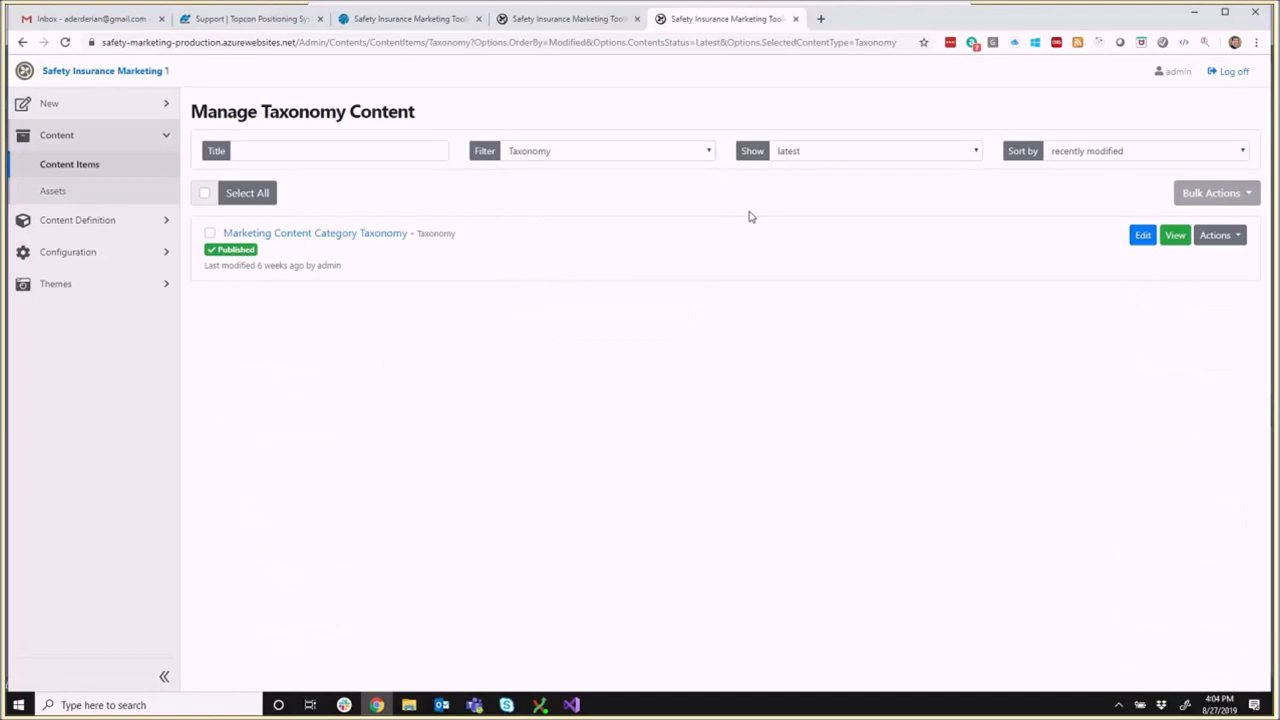 Inbox - aderderian@gmail.com
Support | Topcon Positioning Sy
Safety Insurance Marketing Tool
Safety Insurance Marketing Tool
Safety Insurance Marketing Tool
safety-marketing-production.azurewebsites.net/Admin/Contents/ContentItems/Taxonomy?Options.OrderBy=Modified&Options.ContentsStatus=Latest&Options.SelectedContentType=Taxonomy
Safety Insurance Marketing T
admin
Log off
New
Content
Content Items
Assets
Content Definition
Configuration
Themes
Manage Taxonomy Content
Title
Filter Taxonomy
Show latest
Sort by recently modified
Select All
Bulk Actions
Marketing Content Category Taxonomy - Taxonomy
Published
Last modified 6 weeks ago by admin
Edit View Actions
Type here to search
4:04 PM
8/27/2019